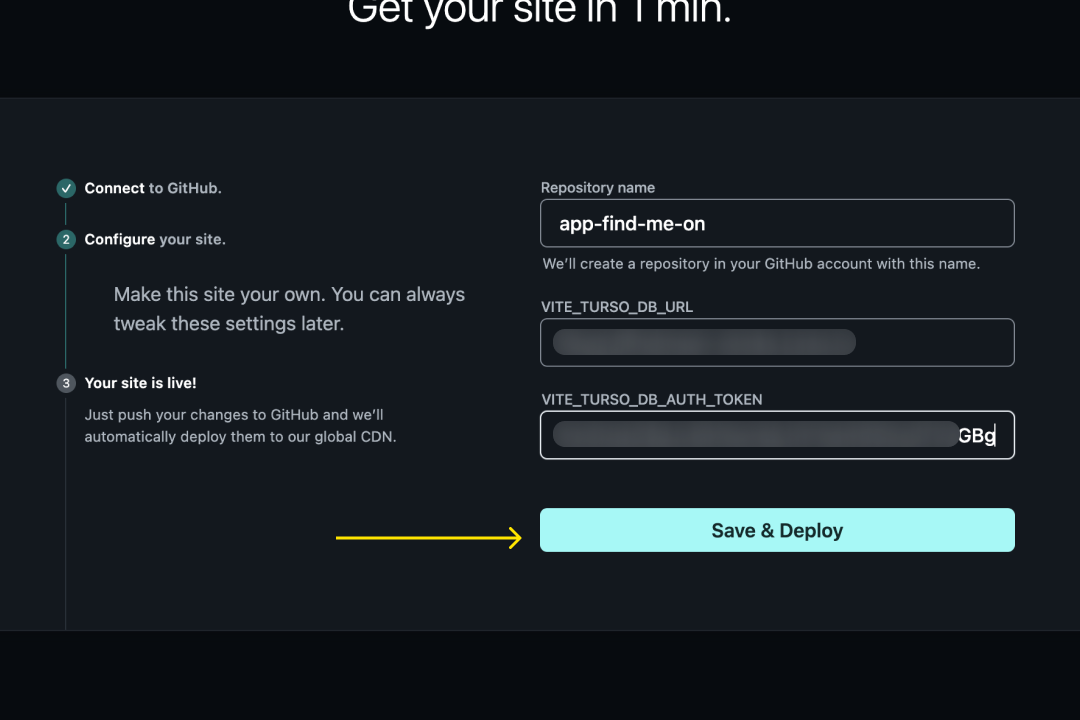 Get your site in 1 min.
Connect to GitHub.
2
Configure your site.
Make this site your own. You can always
tweak these settings later.
3
Your site is live!
Just push your changes to GitHub and we'll
automatically deploy them to our global CDN.
Repository name
app-find-me-on
We'll create a repository in your GitHub account with this name.
VITE_TURSO_DB_URL
VITE_TURSO_DB_AUTH_TOKEN
GBg
Save & Deploy